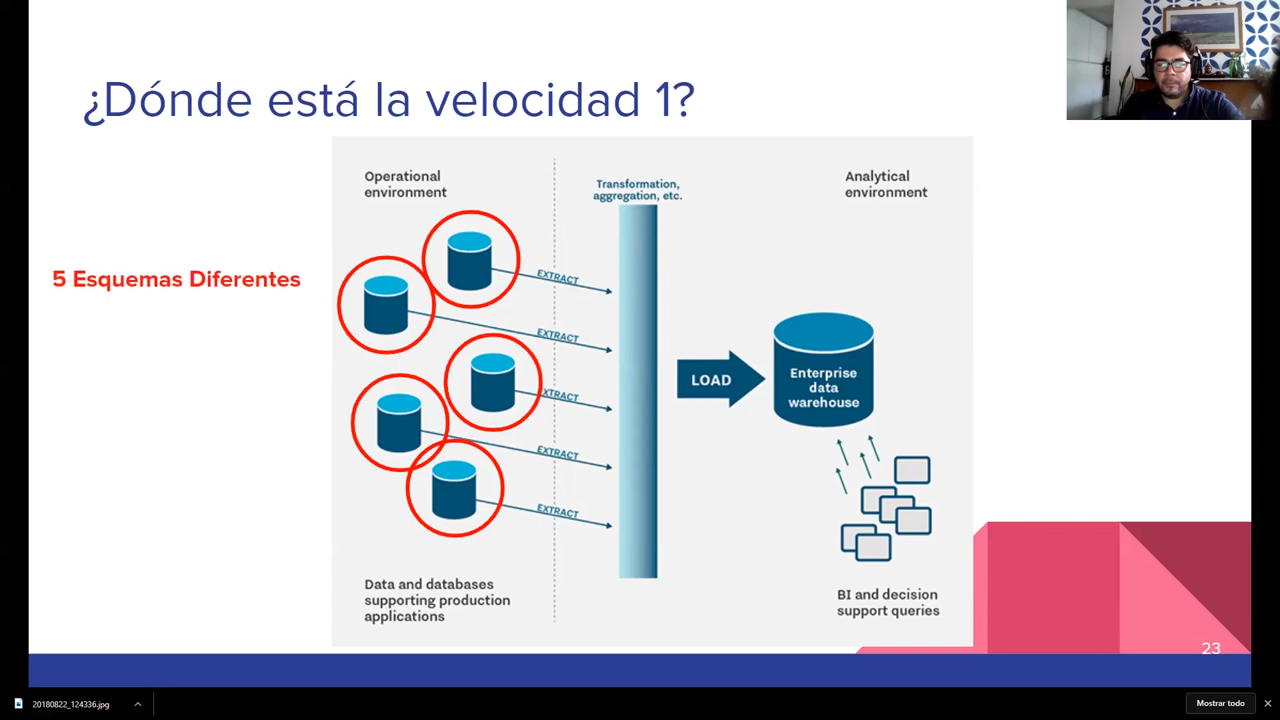 ¿Dónde está la velocidad 1?
5 Esquemas Diferentes
Operational
environment
Transformation,
aggregation, etc.
Analytical
environment
EXTRACT
EXTRACT
EXTRACT
EXTRACT
EXTRACT
LOAD
Enterprise
data
warehouse
Data and databases
supporting production
applications
BI and decision
support queries
23
20180822_124336.jpg
Mostrar todo